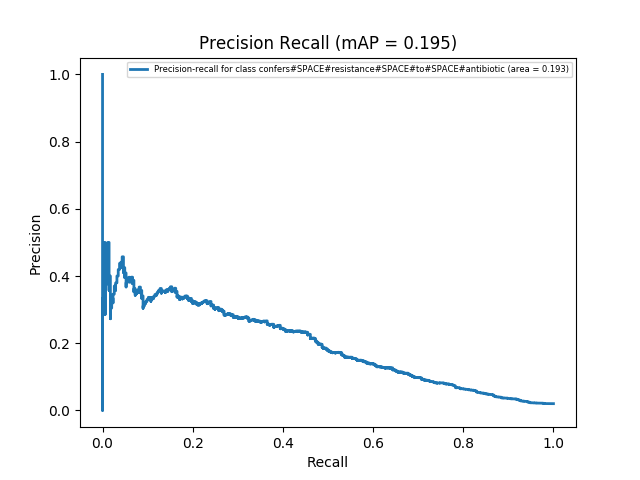 Precision Recall (mAP = 0.195)
Precision-recall for class confers#SPACE#resistance#SPACE#to#SPACE#antibiotic (area = 0.193)
1.0
0.8
0.6
0.4
0.2
0.0
Precision
0.0 0.2 0.4 0.6 0.8 1.0
Recall